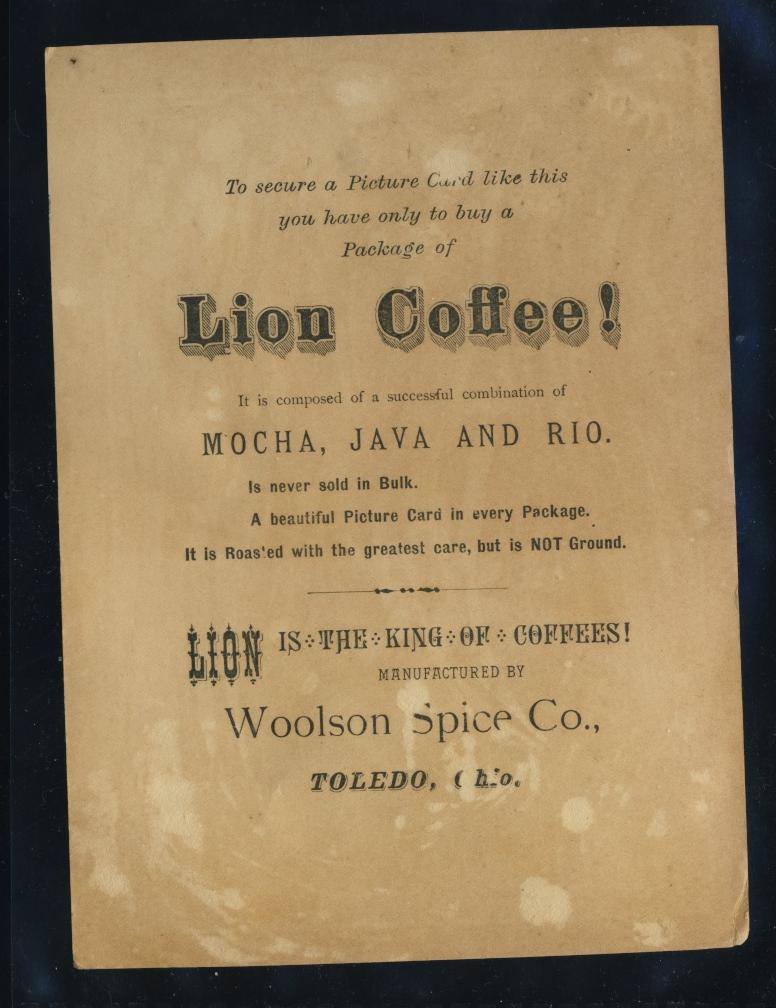 To secure a Picture Card like this
you have only to buy a
Package of
Lion Coffee!
It is composed of a successful combination of
MOCHA, JAVA AND RIO.
Is never sold in Bulk.
A beautiful Picture Card in every Package.
It is Roasted with the greatest care, but is NOT Ground.
LION IS THE KING OF COFFEES!
MANUFACTURED BY
Woolson Spice Co.,
TOLEDO, Ohio.